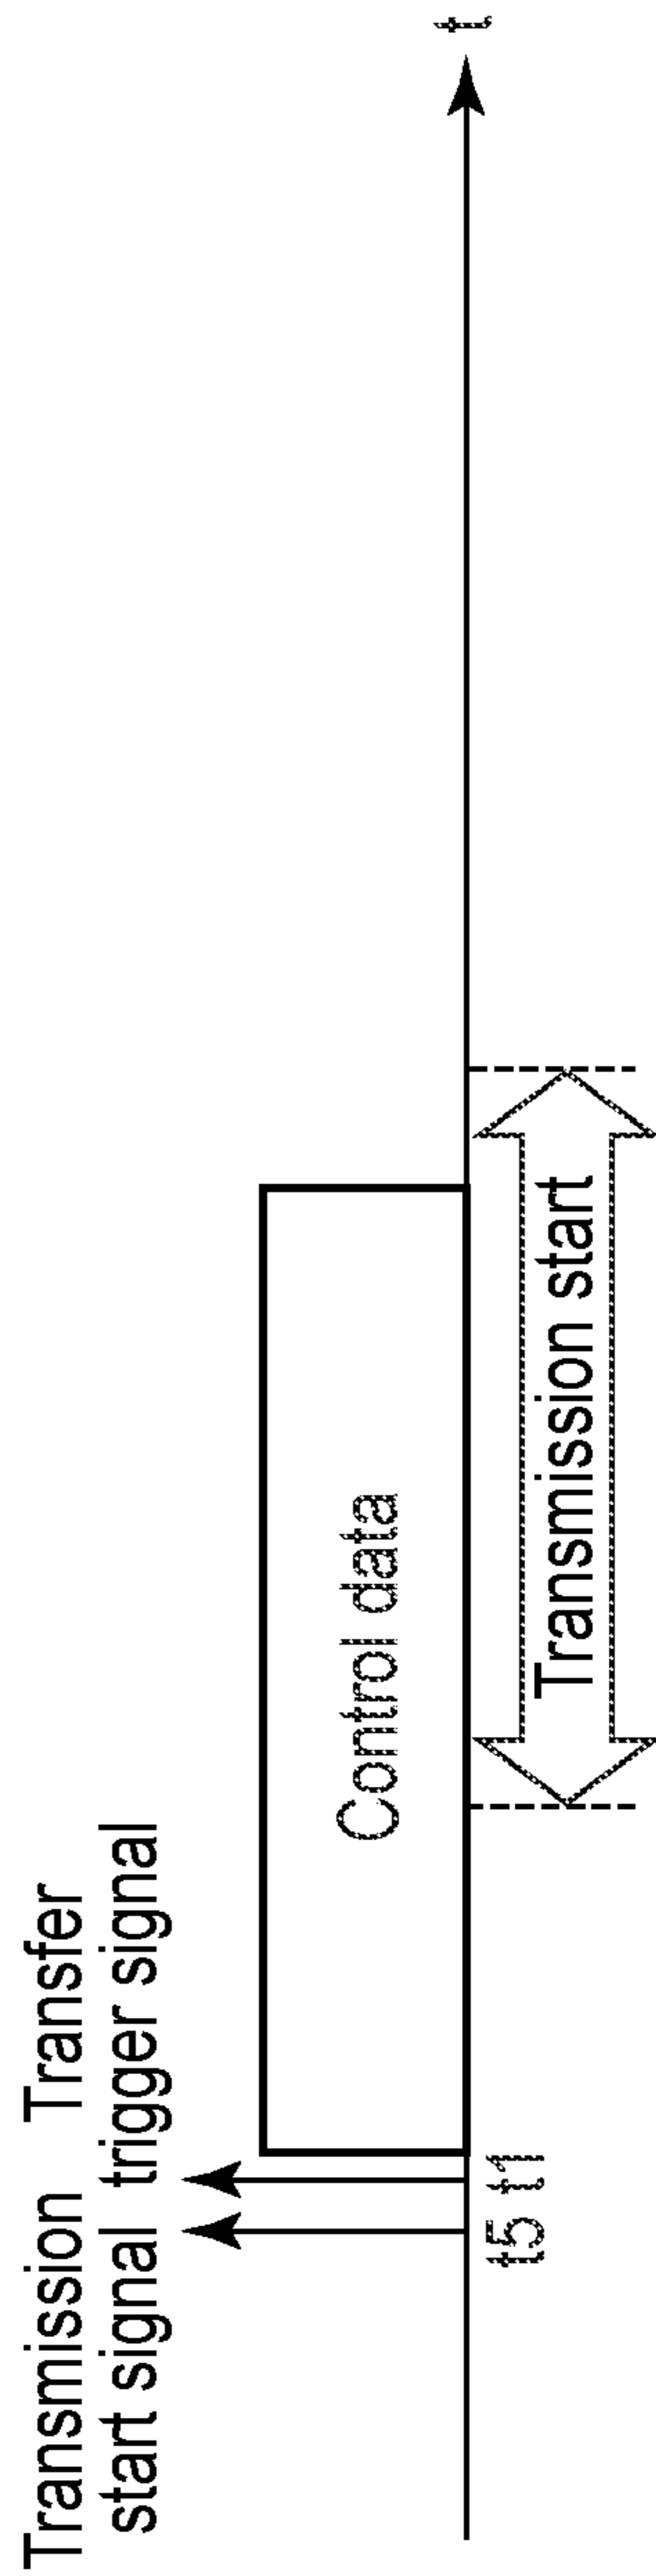 Transmission
start signal
Transfer
trigger signal
Control data
t5 t1
Transmission start
t